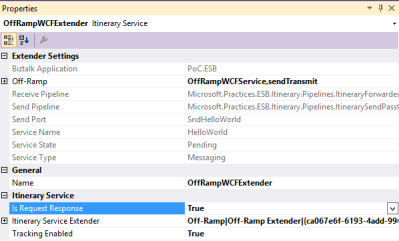 Properties
OffRampWCFExtender Itinerary Service
Extender Settings
Biztalk Application PoC.ESB
Off-Ramp OffRampWCFService,sendTransmit
Receive Pipeline Microsoft.Practices.ESB.Itinerary.Pipelines.ItineraryForwarde
Send Pipeline Microsoft.Practices.ESB.Itinerary.Pipelines.ItinerarySendPasst
Send Port SndHelloWorld
Service Name HelloWorld
Service State Pending
Service Type Messaging
General
Name OffRampWCFExtender
Itinerary Service
Is Request Response True
Itinerary Service Extender Off-Ramp|Off-Ramp Extender|(ca067e6f-6193-4add-99
Tracking Enabled True